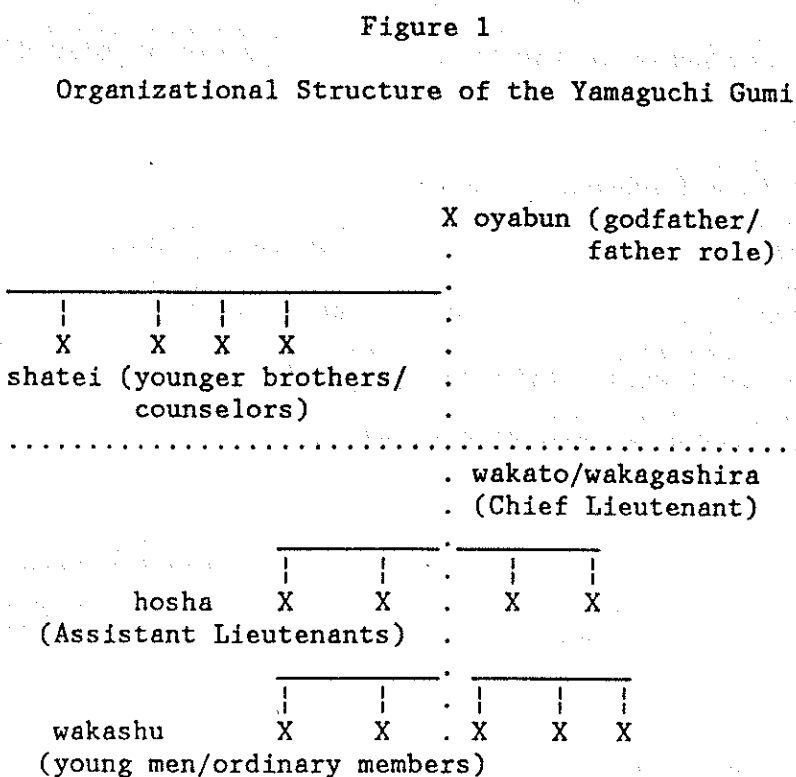 Figure 1
Organizational Structure of the Yamaguchi Gumi
X oyabun (godfather/
father role)
X X X X
shatei (younger brothers/
counselors)
wakato/wakagashira
(Chief Lieutenant)
hosha X X X X
(Assistant Lieutenants)
wakashu X X X X X
(young men/ordinary members)